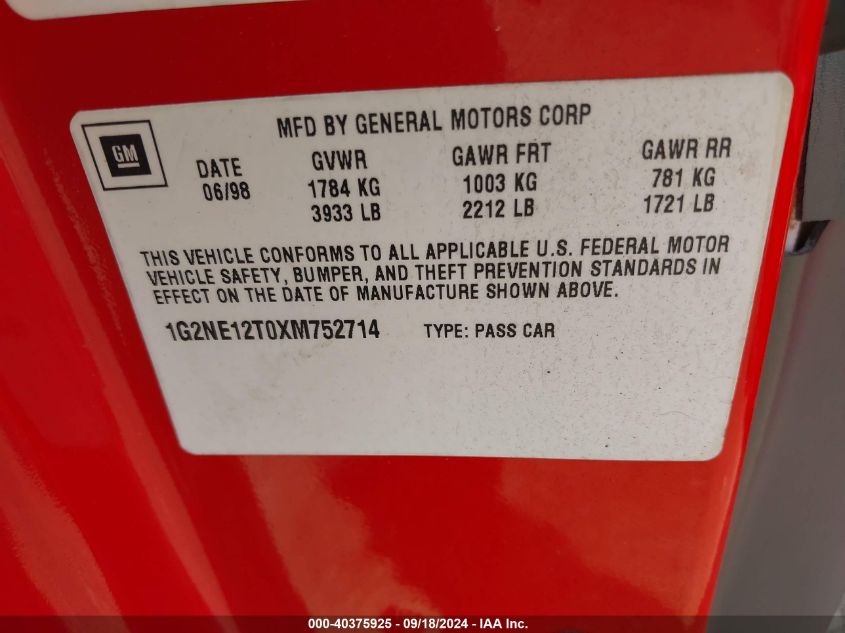 MFD BY GENERAL MOTORS CORP
GM
DATE GVWR GAWR FRT GAWR RR
06/98 1784 KG 1003 KG 781 KG
3933 LB 2212 LB 1721 LB
THIS VEHICLE CONFORMS TO ALL APPLICABLE U.S. FEDERAL MOTOR
VEHICLE SAFETY, BUMPER, AND THEFT PREVENTION STANDARDS IN
EFFECT ON THE DATE OF MANUFACTURE SHOWN ABOVE.
1G2NE12T0XM752714 TYPE: PASS CAR
000-40375925 - 09/18/2024 - IAA Inc.